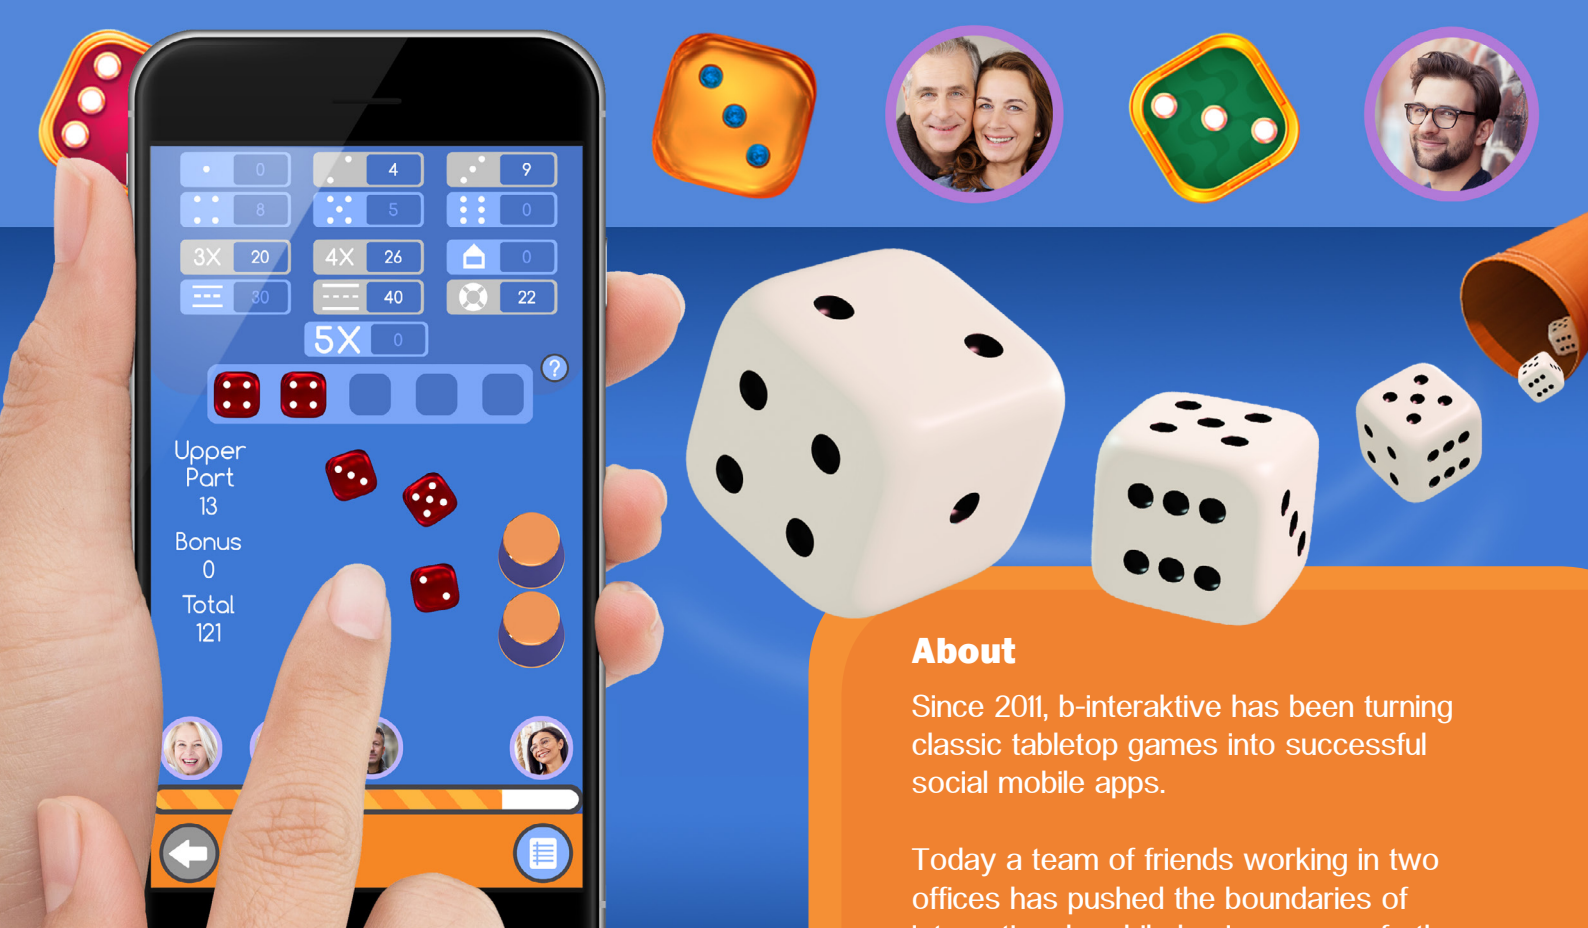 0
4
9
8
5
0
3X
20
4X
26
0
30
40
22
5X
0
?
Upper
Part
13
Bonus
0
Total
121
About
Since 2011, b-interaktive has been turning
classic tabletop games into successful
social mobile apps.
Today a team of friends working in two
offices has pushed the boundaries of